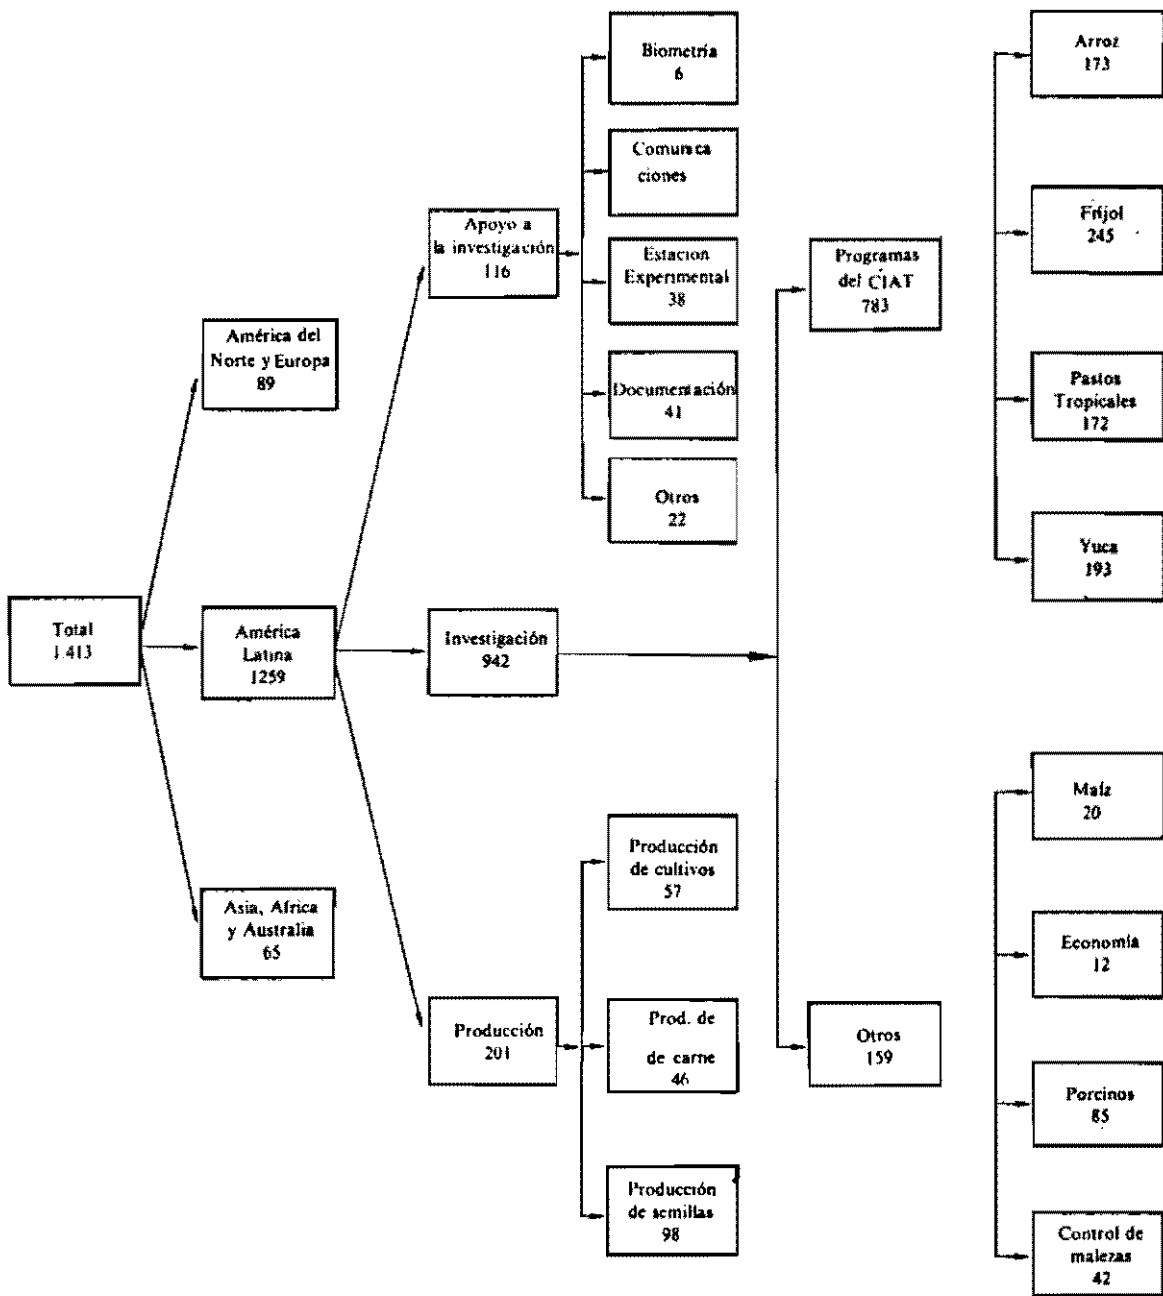 Total
1.413
América del
Norte y Europa
89
América
Latina
1259
Asia, Africa
y Australia
65
Apoyo a
la investigación
116
Investigación
942
Producción
201
Biometría
6
Comunica
ciones
Estacion
Experimental
38
Documentación
41
Otros
22
Producción
de cultivos
57
Prod. de
de carne
46
Producción
de semillas
98
Programas
del CIAT
783
Otros
159
Arroz
173
Fríjol
245
Pastos
Tropicales
172
Yuca
193
Maíz
20
Economía
12
Porcinos
85
Control de
malezas
42